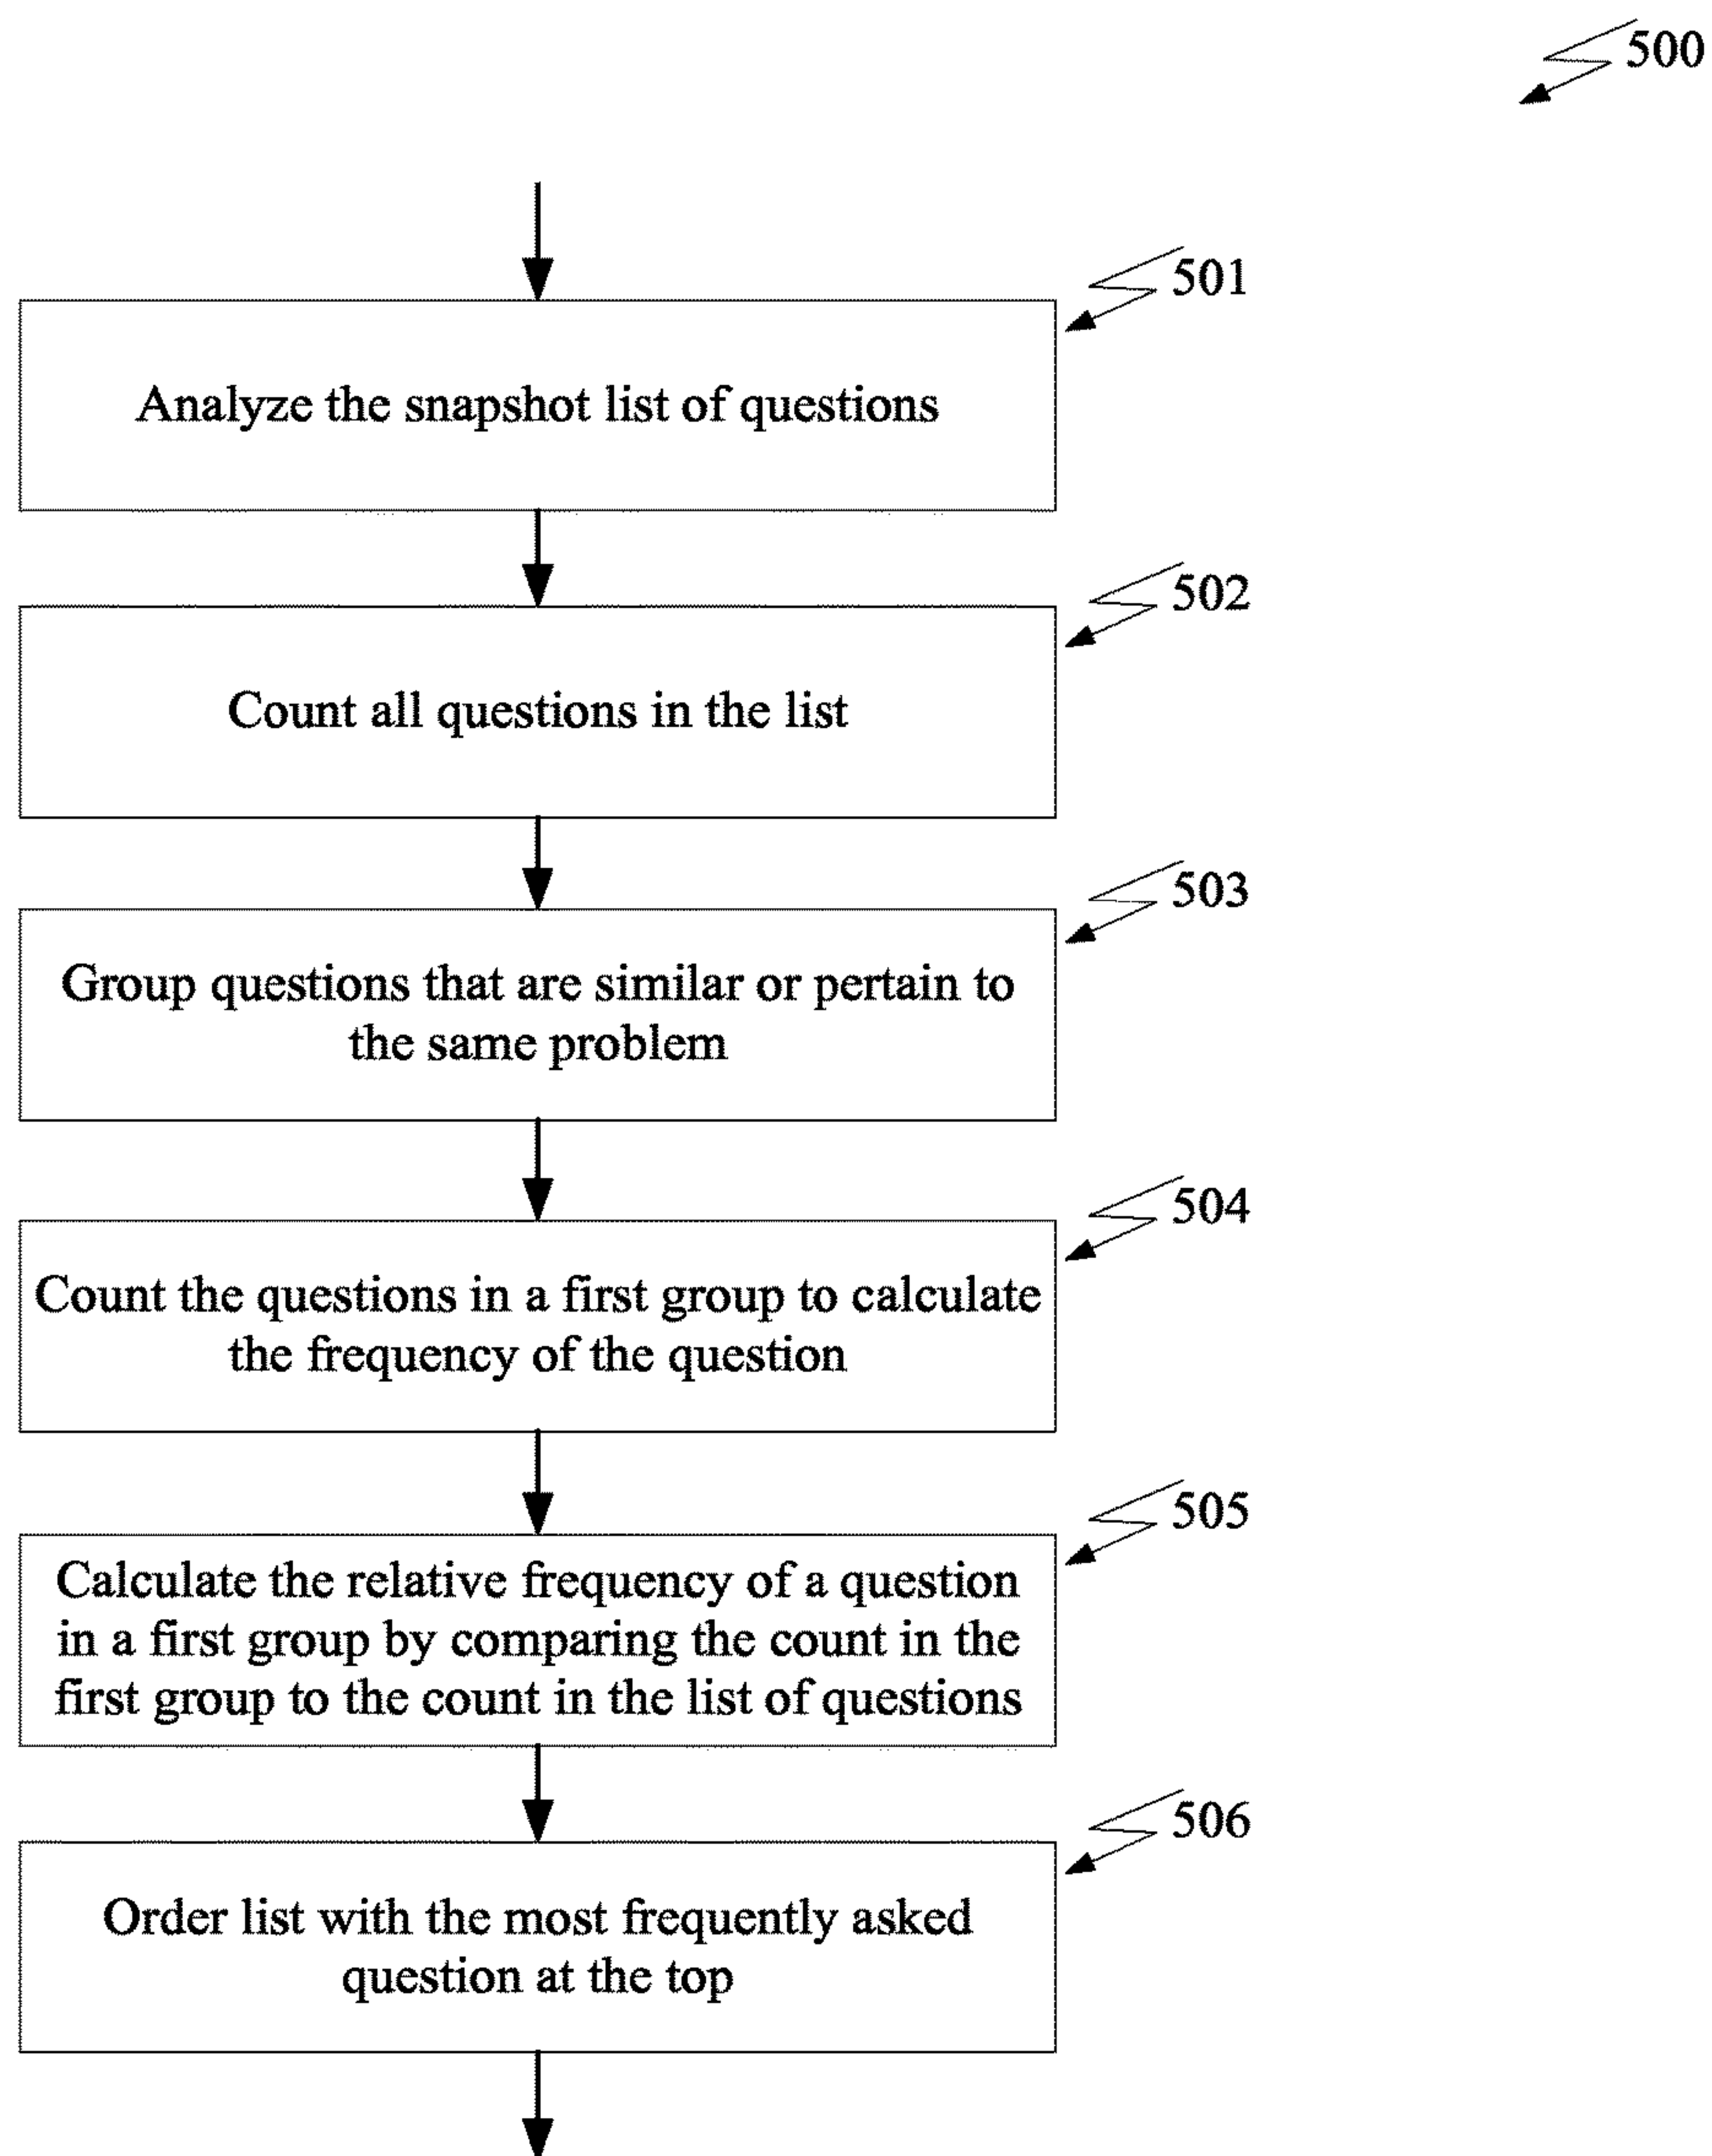 500
501
Analyze the snapshot list of questions
502
Count all questions in the list
503
Group questions that are similar or pertain to
the same problem
504
Count the questions in a first group to calculate
the frequency of the question
505
Calculate the relative frequency of a question
in a first group by comparing the count in the
first group to the count in the list of questions
506
Order list with the most frequently asked
question at the top